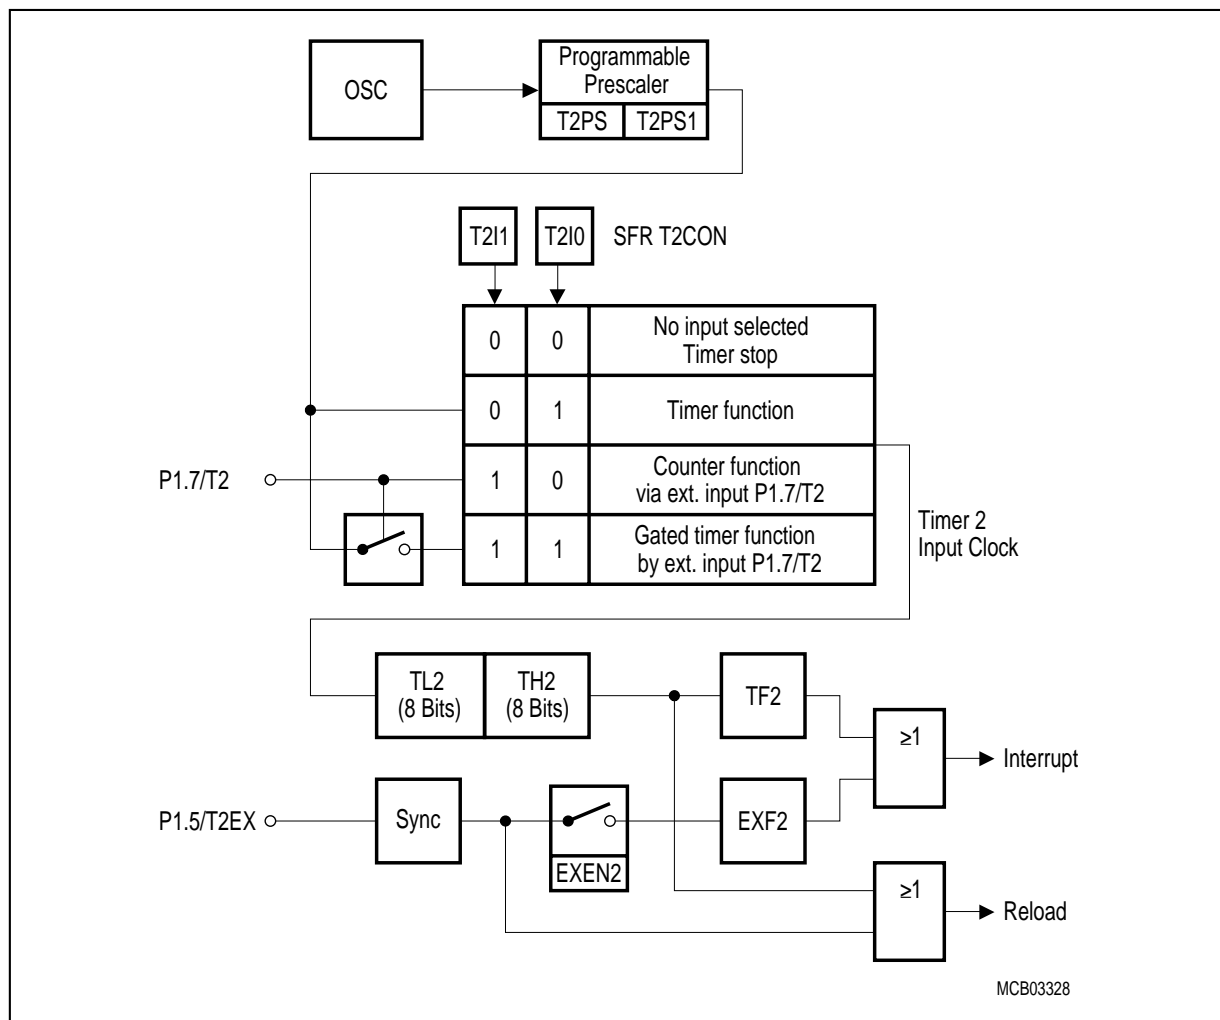 OSC
Programmable
Prescaler
T2PS T2PS1
T2I1 T2I0 SFR T2CON
0 0 No input selected
Timer stop
0 1 Timer function
P1.7/T2
1 0 Counter function
via ext. input P1.7/T2
1 1 Gated timer function
by ext. input P1.7/T2
Timer 2
Input Clock
TL2
(8 Bits)
TH2
(8 Bits)
TF2
≥1
Interrupt
P1.5/T2EX
Sync
EXEN2
EXF2
≥1
Reload
MCB03328